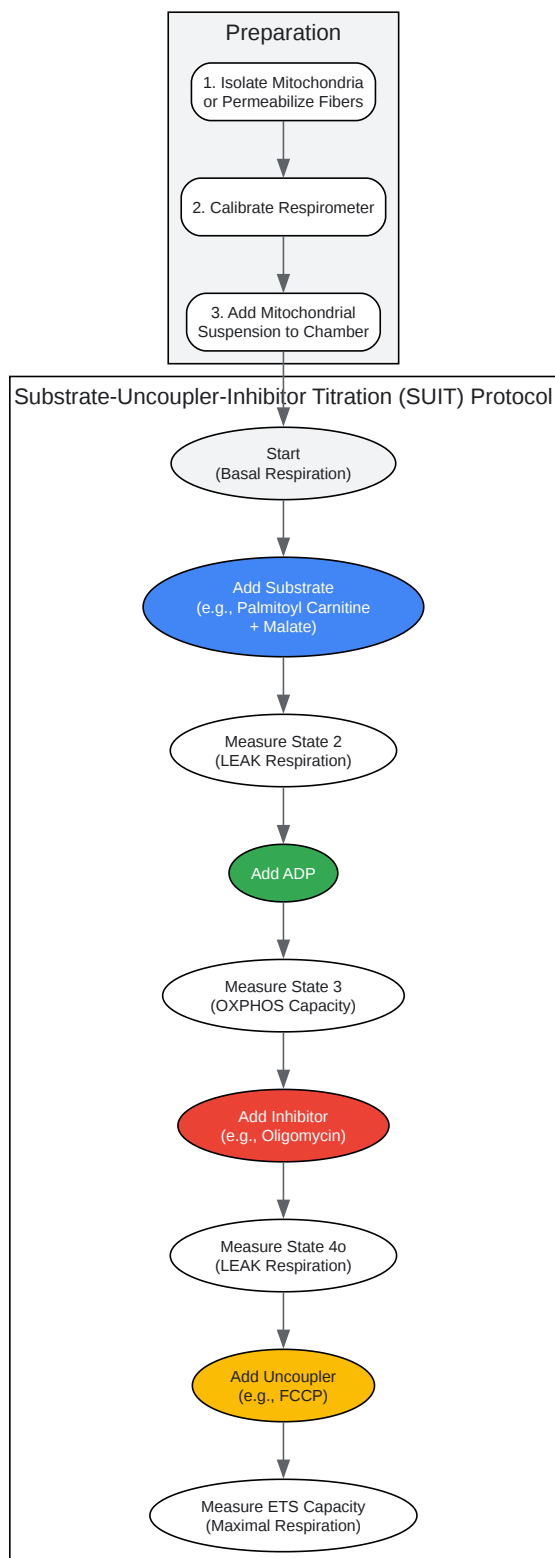 Preparation
1. Isolate Mitochondria
or Permeabilize Fibers
2. Calibrate Respirometer
3. Add Mitochondrial
Suspension to Chamber
Substrate-Uncoupler-Inhibitor Titration (SUIT) Protocol
Start
(Basal Respiration)
Add Substrate
(e.g., Palmitoyl Carnitine
+ Malate)
Measure State 2
(LEAK Respiration)
Add ADP
Measure State 3
(OXPHOS Capacity)
Add Inhibitor
(e.g., Oligomycin)
Measure State 4o
(LEAK Respiration)
Add Uncoupler
(e.g., FCCP)
Measure ETS Capacity
(Maximal Respiration)